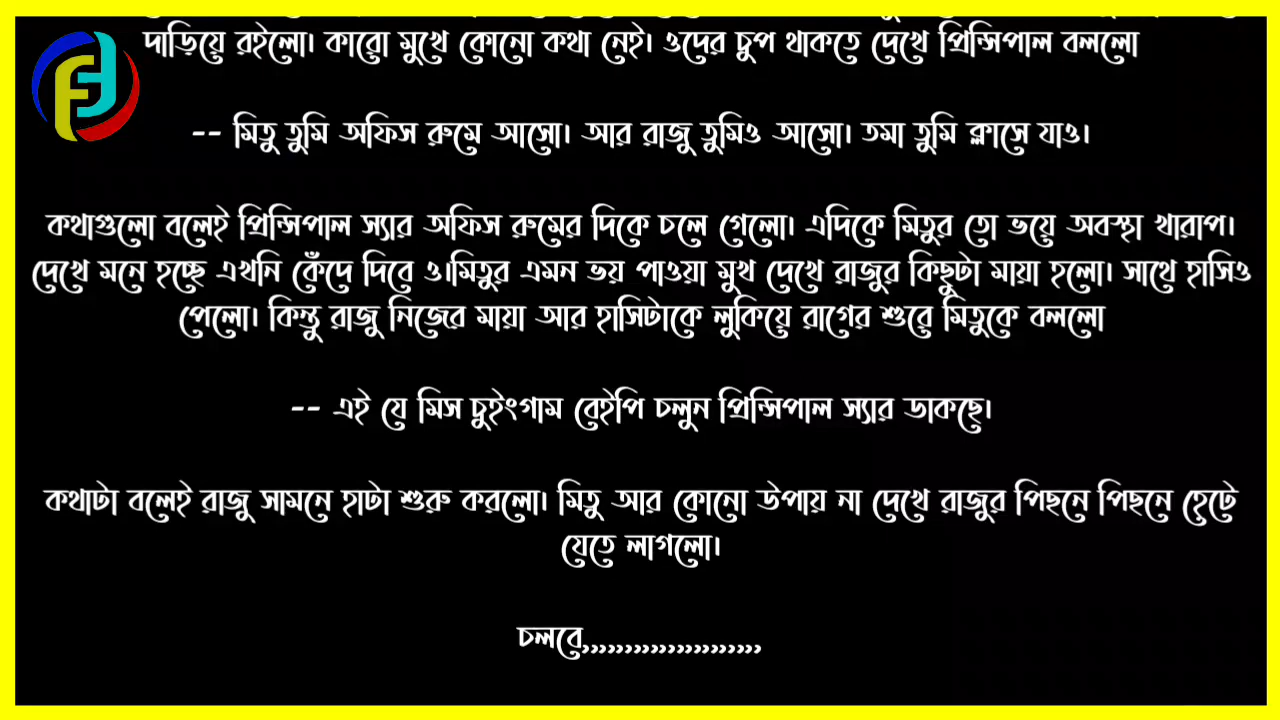 দাড়িয়ে রইলো। কারো মুখে কোনো কথা নেই। ওদের চুপ থাকতে দেখে প্রিন্সিপাল বললো
-- মিতু তুমি অফিস রুমে আসো। আর রাজু তুমিও আসো। তমা তুমি ক্লাসে যাও।
কথাগুলো বলেই প্রিন্সিপাল স্যার অফিস রুমের দিকে চলে গেলো। এদিকে মিতুর তো ভয়ে অবস্থা খারাপ।
দেখে মনে হচ্ছে এখনি কেঁদে দিবে ও।মিতুর এমন ভয় পাওয়া মুখ দেখে রাজুর কিছুটা মায়া হলো। সাথে হাসিও
পেলো। কিন্তু রাজু নিজের মায়া আর হাসিটাকে লুকিয়ে রাগের শুরে মিতুকে বললো
-- এই যে মিস চুইংগাম বেইপি চলুন প্রিন্সিপাল স্যার ডাকছে।
কথাটা বলেই রাজু সামনে হাটা শুরু করলো। মিতু আর কোনো উপায় না দেখে রাজুর পিছনে পিছনে হেটে
যেতে লাগলো।
চলবে,,,,,,,,,,,,,,,,,,,,,